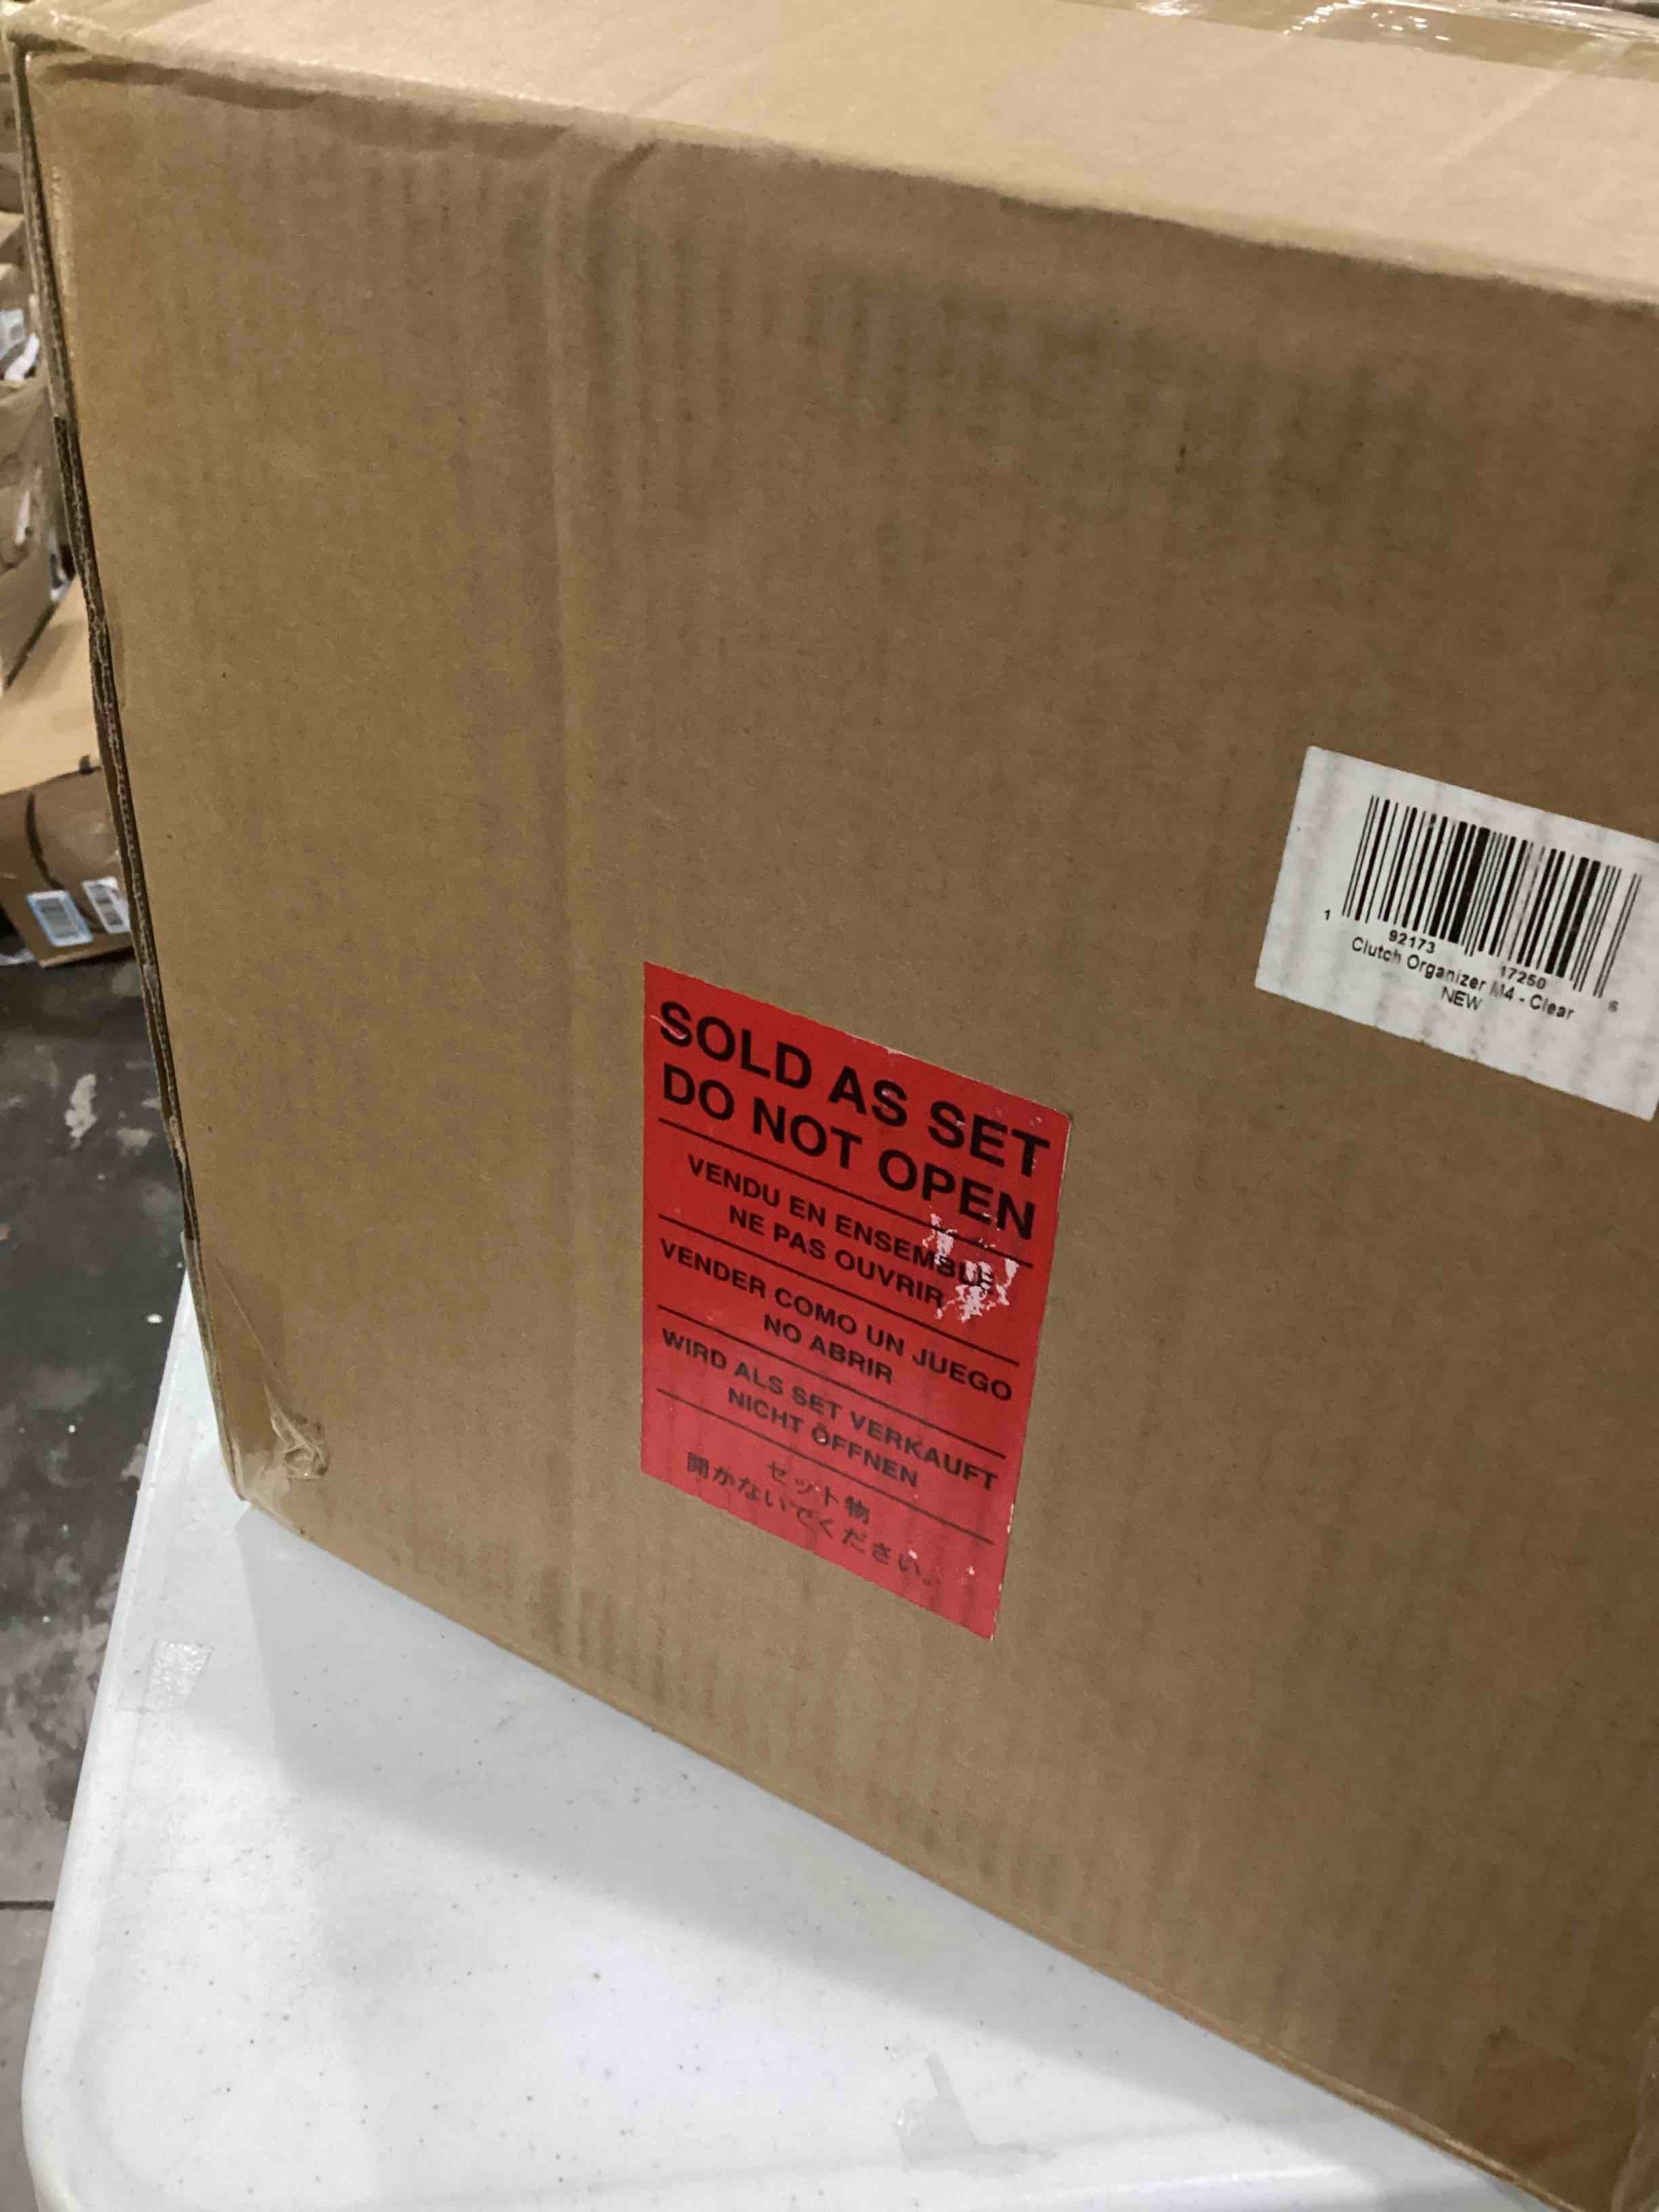 SOLD AS SET
DO NOT OPEN
VENDU EN ENSEMBLE
NE PAS OUVRIR
VENDER COMO UN JUEGO
NO ABRIR
WIRD ALS SET VERKAUFT
NICHT ÖFFNEN
セット物
開かないでください。
1 92173 17250 6
Clutch Organizer M4 - Clear
NEW